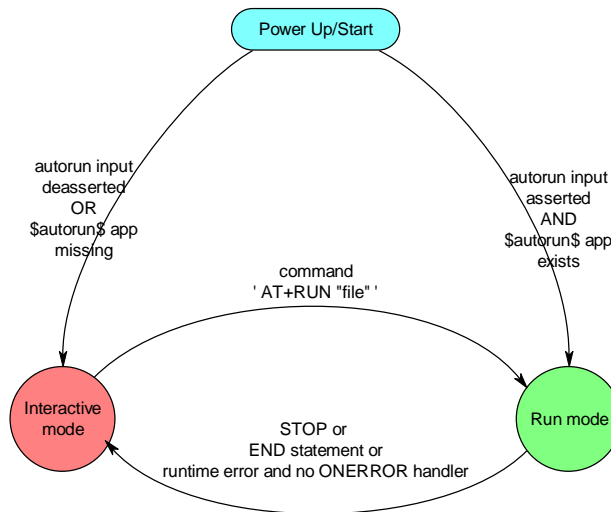 Power Up/Start
autorun input
deasserted
OR
$autorun$ app
missing
autorun input
asserted
AND
$autorun$ app
exists
command
' AT+RUN "file" '
Interactive
mode
Run mode
STOP or
END statement or
runtime error and no ONERROR handler